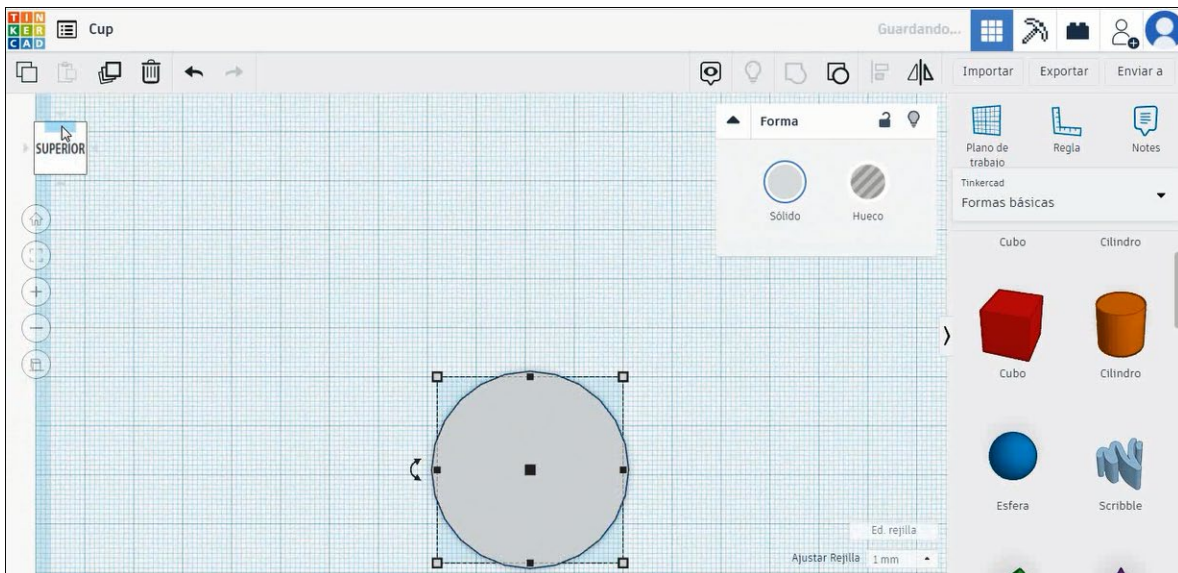 TIN
KER
CAD
Cup
Guardando...
Importar
Exportar
Enviar a
SUPERIOR
Forma
Sólido
Hueco
Plano de
trabajo
Regla
Notes
Tinkercad
Formas básicas
Cubo
Cilindro
Cubo
Cilindro
Esfera
Scribble
Ed. rejilla
Ajustar Rejilla
1 mm